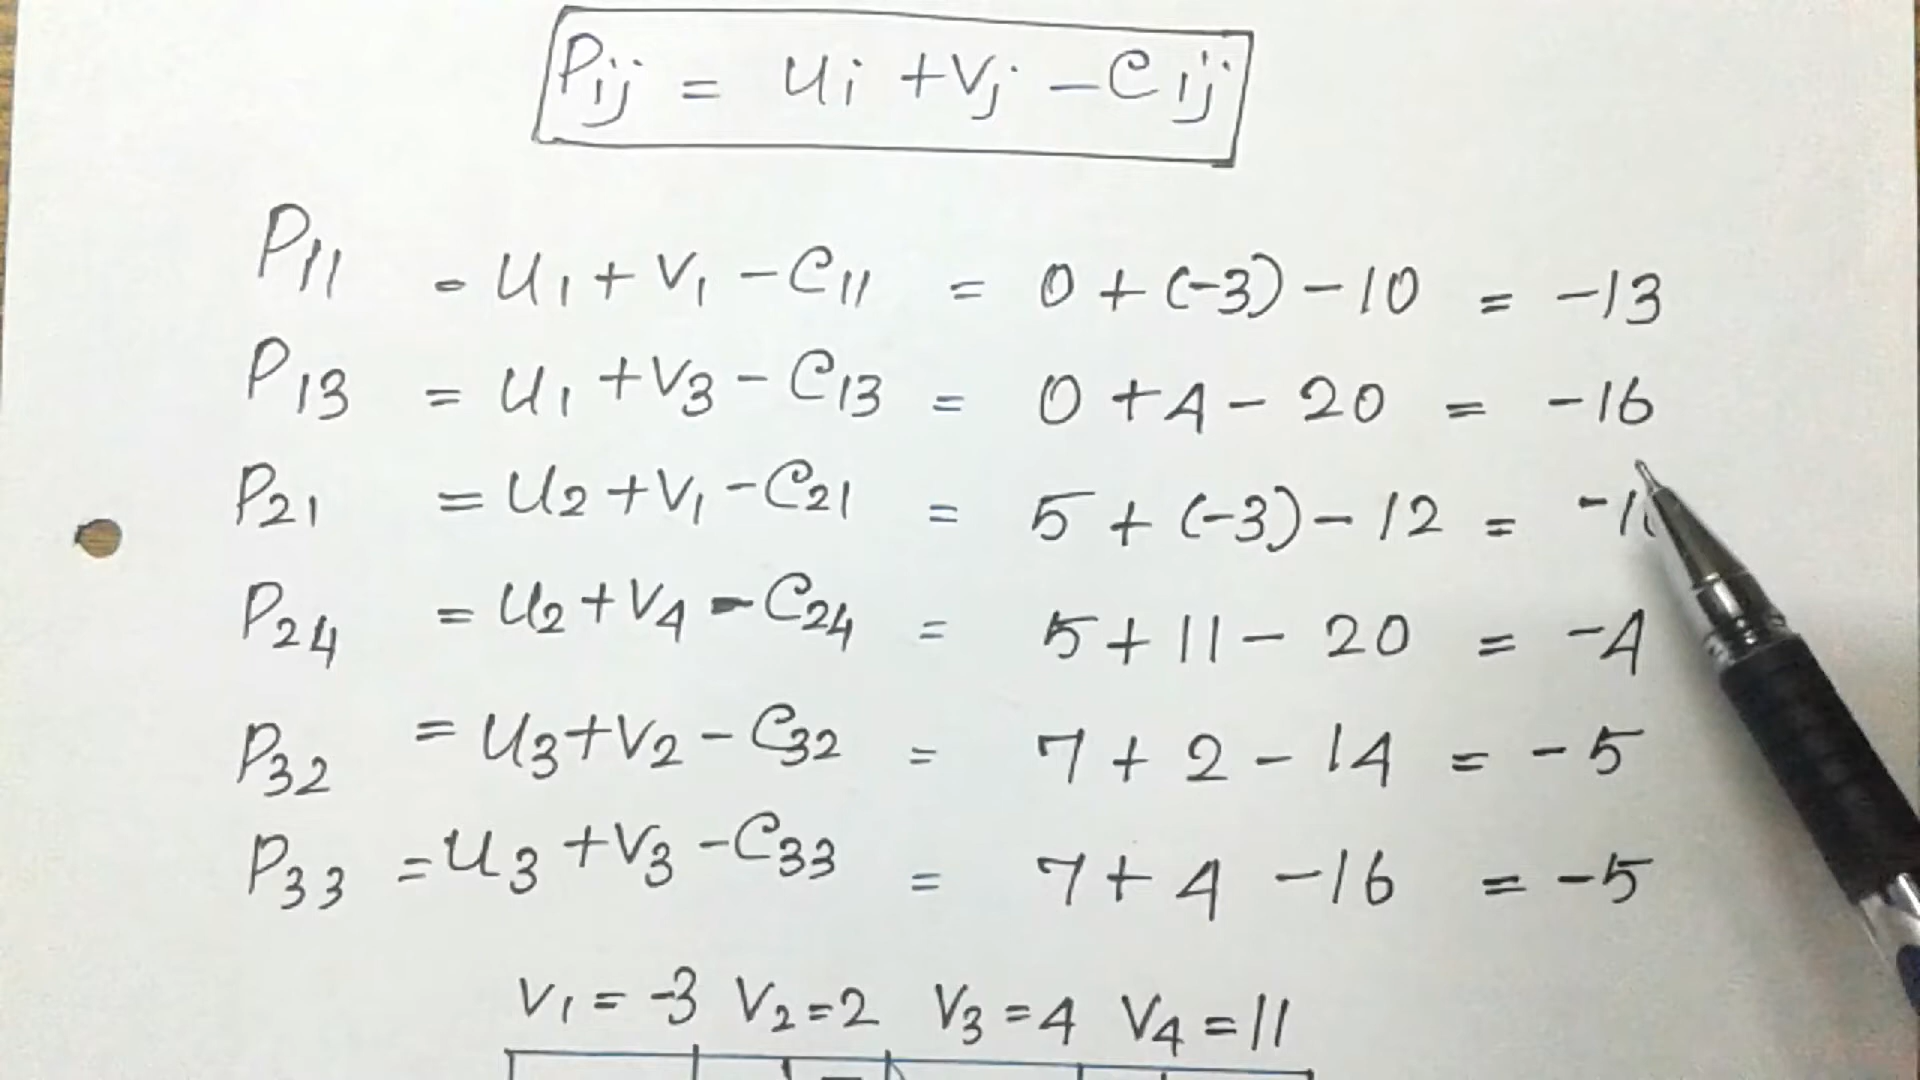 Pij = Ui + Vj - Cij
P11 - U1 + V1 - C11 = 0 + (-3) - 10 = -13
P13 = U1 + V3 - C13 = 0 + 4 - 20 = -16
P21 = U2 + V1 - C21 = 5 + (-3) - 12 =
P24 = U2 + V4 - C24 = 5 + 11 - 20 = -4
P32 = U3 + V2 - C32 = 7 + 2 - 14 = -5
P33 = U3 + V3 - C33 = 7 + 4 - 16 = -5
V1 = -3 V2 = 2 V3 = 4 V4 = 11